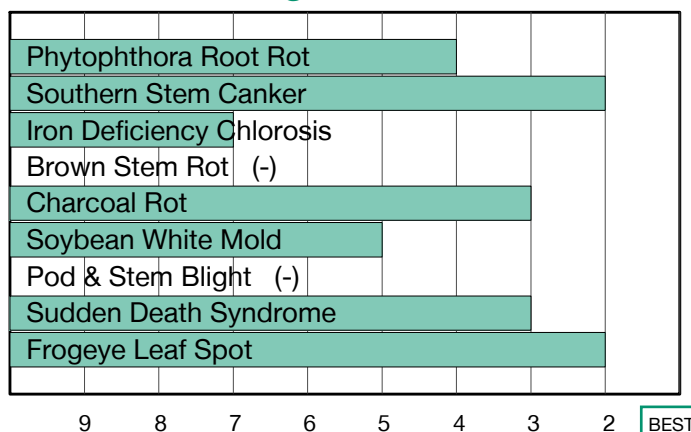 Phytophthora Root Rot
Southern Stem Canker
Iron Deficiency Chlorosis
Brown Stem Rot (-)
Charcoal Rot
Soybean White Mold
Pod & Stem Blight (-)
Sudden Death Syndrome
Frogeye Leaf Spot
9 8 7 6 5 4 3 2 BEST